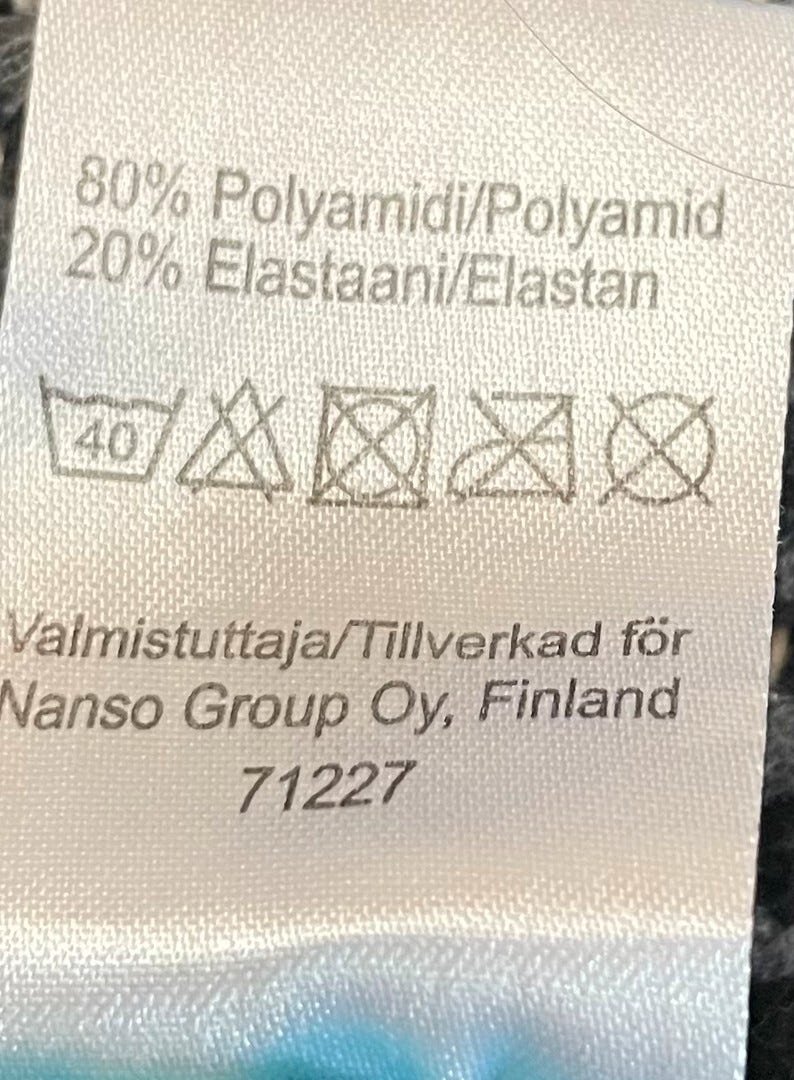 80% Polyamidi/Polyamid
20% Elastaani/Elastan
40
Valmistuttaja/Tillverkad för
Nanso Group Oy, Finland
71227